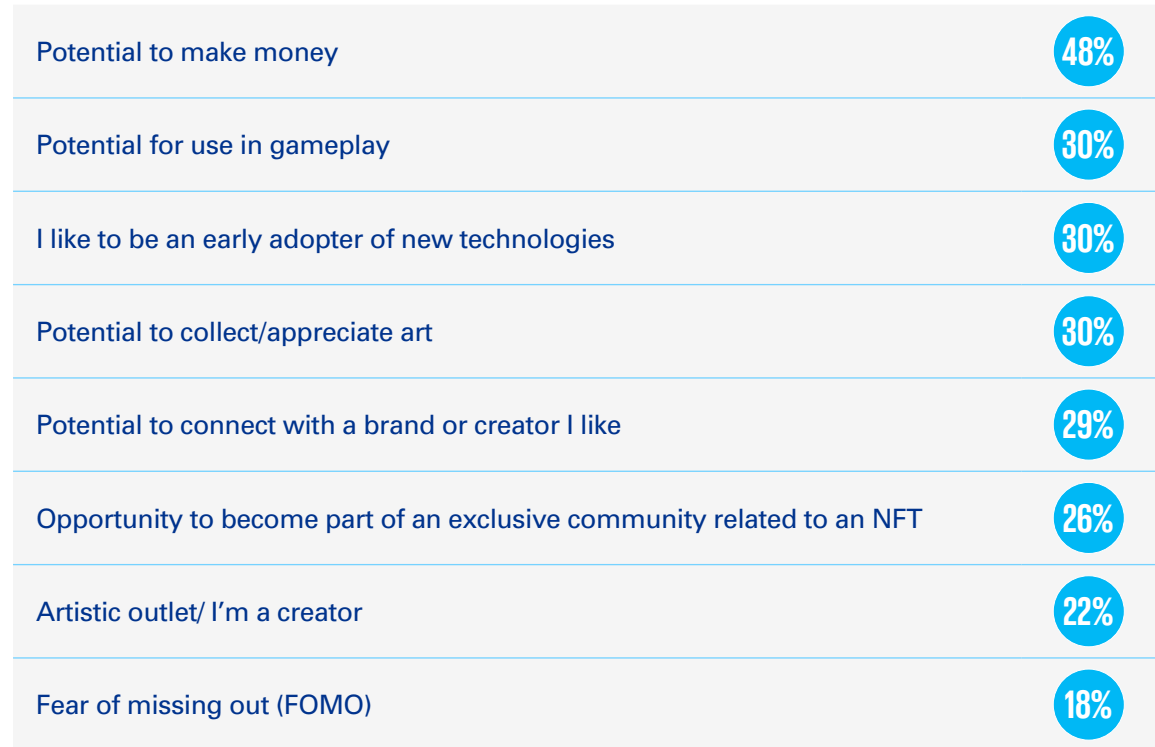 Potential to make money 48%
Potential for use in gameplay 30%
I like to be an early adopter of new technologies 30%
Potential to collect/appreciate art 30%
Potential to connect with a brand or creator I like 29%
Opportunity to become part of an exclusive community related to an NFT 26%
Artistic outlet/ I’m a creator 22%
Fear of missing out (FOMO) 18%